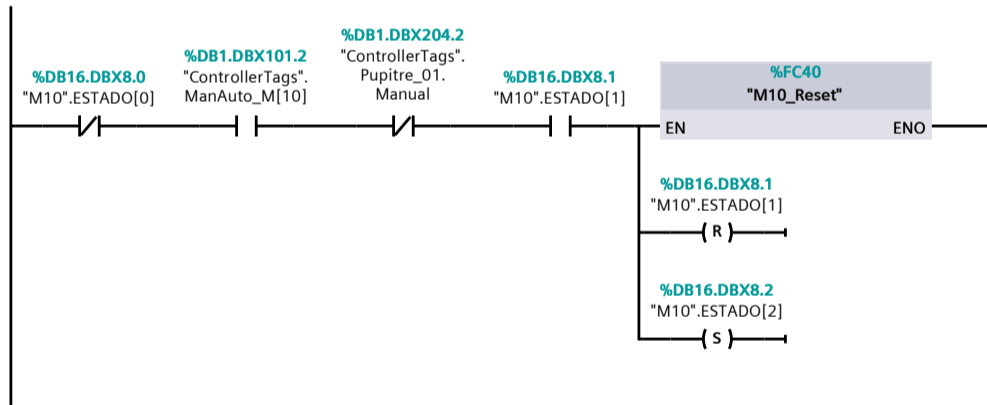 %DB16.DBX8.0
"M10".ESTADO[0]
%DB1.DBX101.2
"ControllerTags".
ManAuto_M[10]
%DB1.DBX204.2
"ControllerTags".
Pupitre_01.
Manual
%DB16.DBX8.1
"M10".ESTADO[1]
%FC40
"M10_Reset"
EN
ENO
%DB16.DBX8.1
"M10".ESTADO[1]
R
%DB16.DBX8.2
"M10".ESTADO[2]
S